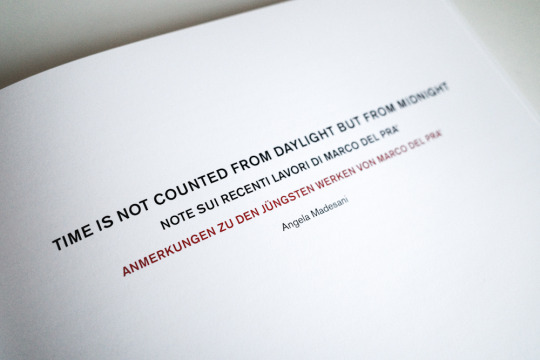 TIME IS NOT COUNTED FROM DAYLIGHT BUT FROM MIDNIGHT
NOTE SUI RECENTI LAVORI DI MARCO DEL PRA'
ANMERKUNGEN ZU DEN JÜNGSTEN WERKEN VON MARCO DEL PRA'
Angela Madesani